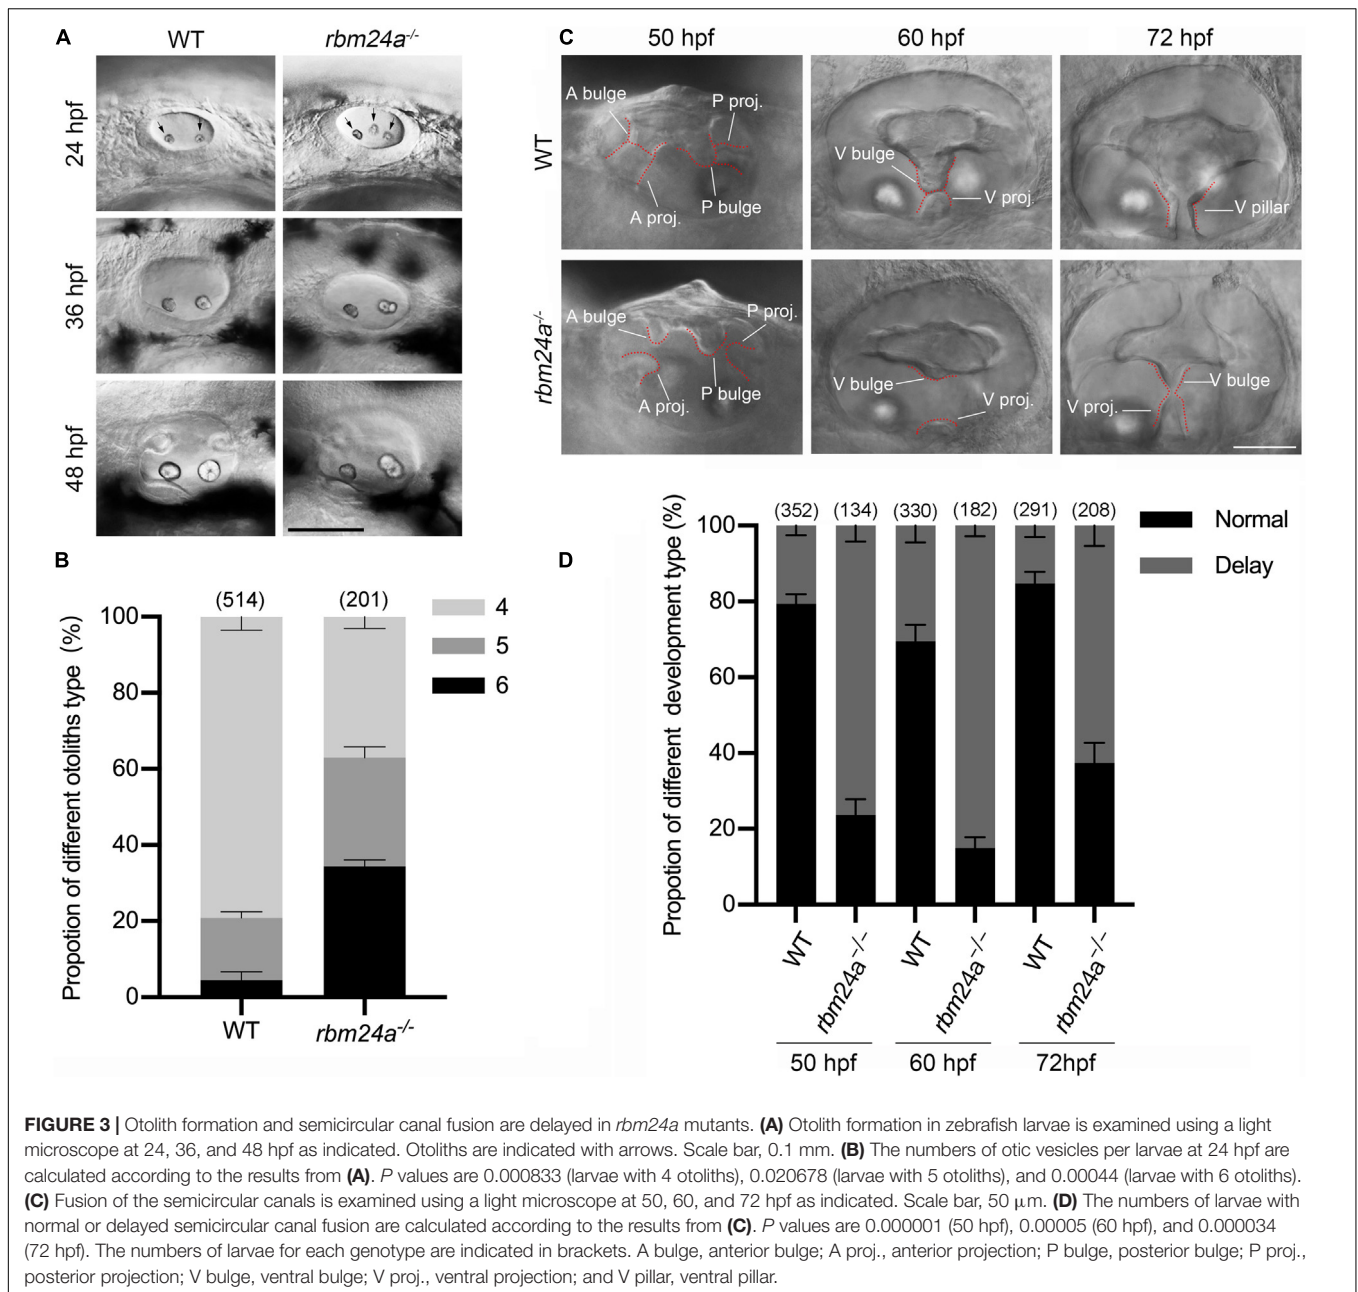 A
WT
rbm24a-/-
24 hpf
36 hpf
48 hpf
C
50 hpf
60 hpf
72 hpf
WT
A bulge
P proj.
A proj.
P bulge
V bulge
V proj.
V pillar
rbm24a-/-
A bulge
P proj.
A proj.
P bulge
V bulge
V proj.
V proj.
V bulge
B
Propotion of different otoliths type (%)
100
80
60
40
20
0
(514)
(201)
4
5
6
WT
rbm24a-/-
D
Propotion of different development type (%)
100
80
60
40
20
0
(352)
(134)
(330)
(182)
(291)
(208)
Normal
Delay
WT
rbm24a-/-
WT
rbm24a-/-
WT
rbm24a-/-
50 hpf
60 hpf
72hpf
FIGURE 3 | Otolith formation and semicircular canal fusion are delayed in rbm24a mutants. (A) Otolith formation in zebrafish larvae is examined using a light
microscope at 24, 36, and 48 hpf as indicated. Otoliths are indicated with arrows. Scale bar, 0.1 mm. (B) The numbers of otic vesicles per larvae at 24 hpf are
calculated according to the results from (A). P values are 0.000833 (larvae with 4 otoliths), 0.020678 (larvae with 5 otoliths), and 0.00044 (larvae with 6 otoliths).
(C) Fusion of the semicircular canals is examined using a light microscope at 50, 60, and 72 hpf as indicated. Scale bar, 50 μm. (D) The numbers of larvae with
normal or delayed semicircular canal fusion are calculated according to the results from (C). P values are 0.000001 (50 hpf), 0.00005 (60 hpf), and 0.000034
(72 hpf). The numbers of larvae for each genotype are indicated in brackets. A bulge, anterior bulge; A proj., anterior projection; P bulge, posterior bulge; P proj.,
posterior projection; V bulge, ventral bulge; V proj., ventral projection; and V pillar, ventral pillar.